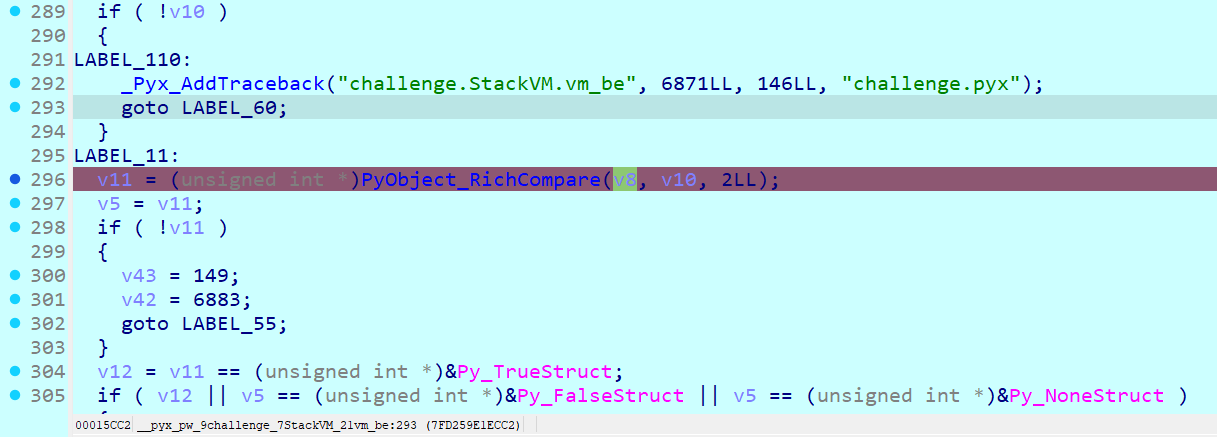 289 if ( !v10 )
290 {
291 LABEL_110:
292 _Pyx_AddTraceback("challenge.StackVM.vm_be", 6871LL, 146LL, "challenge.pyx");
293 goto LABEL_60;
294 }
295 LABEL_11:
296 v11 = (unsigned int *)PyObject_RichCompare(v8, v10, 2LL);
297 v5 = v11;
298 if ( !v11 )
299 {
300 v43 = 149;
301 v42 = 6883;
302 goto LABEL_55;
303 }
304 v12 = v11 == (unsigned int *)&Py_TrueStruct;
305 if ( v12 || v5 == (unsigned int *)&Py_FalseStruct || v5 == (unsigned int *)&Py_NoneStruct )
00015CC2 __pyx_pw_9challenge_7StackVM_21vm_be:293 (7FD259E1ECC2)